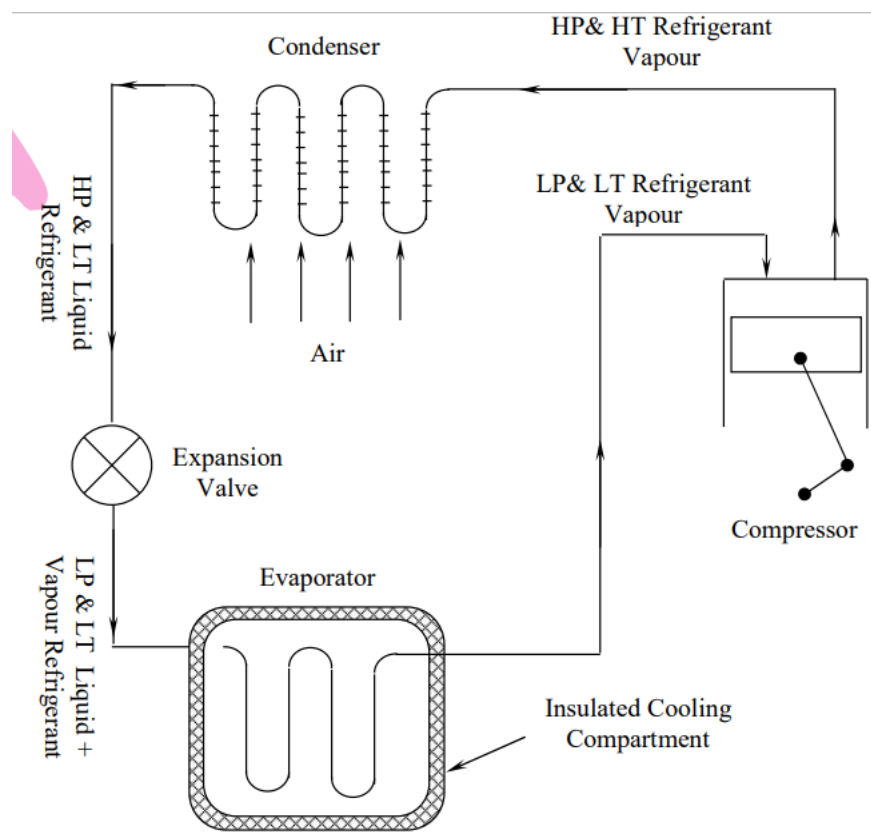 Condenser
HP& HT Refrigerant
Vapour
LP& LT Refrigerant
Vapour
HP & LT Liquid
Refrigerant
Air
Expansion
Valve
Compressor
LP & LT Liquid +
Vapour Refrigerant
Evaporator
Insulated Cooling
Compartment